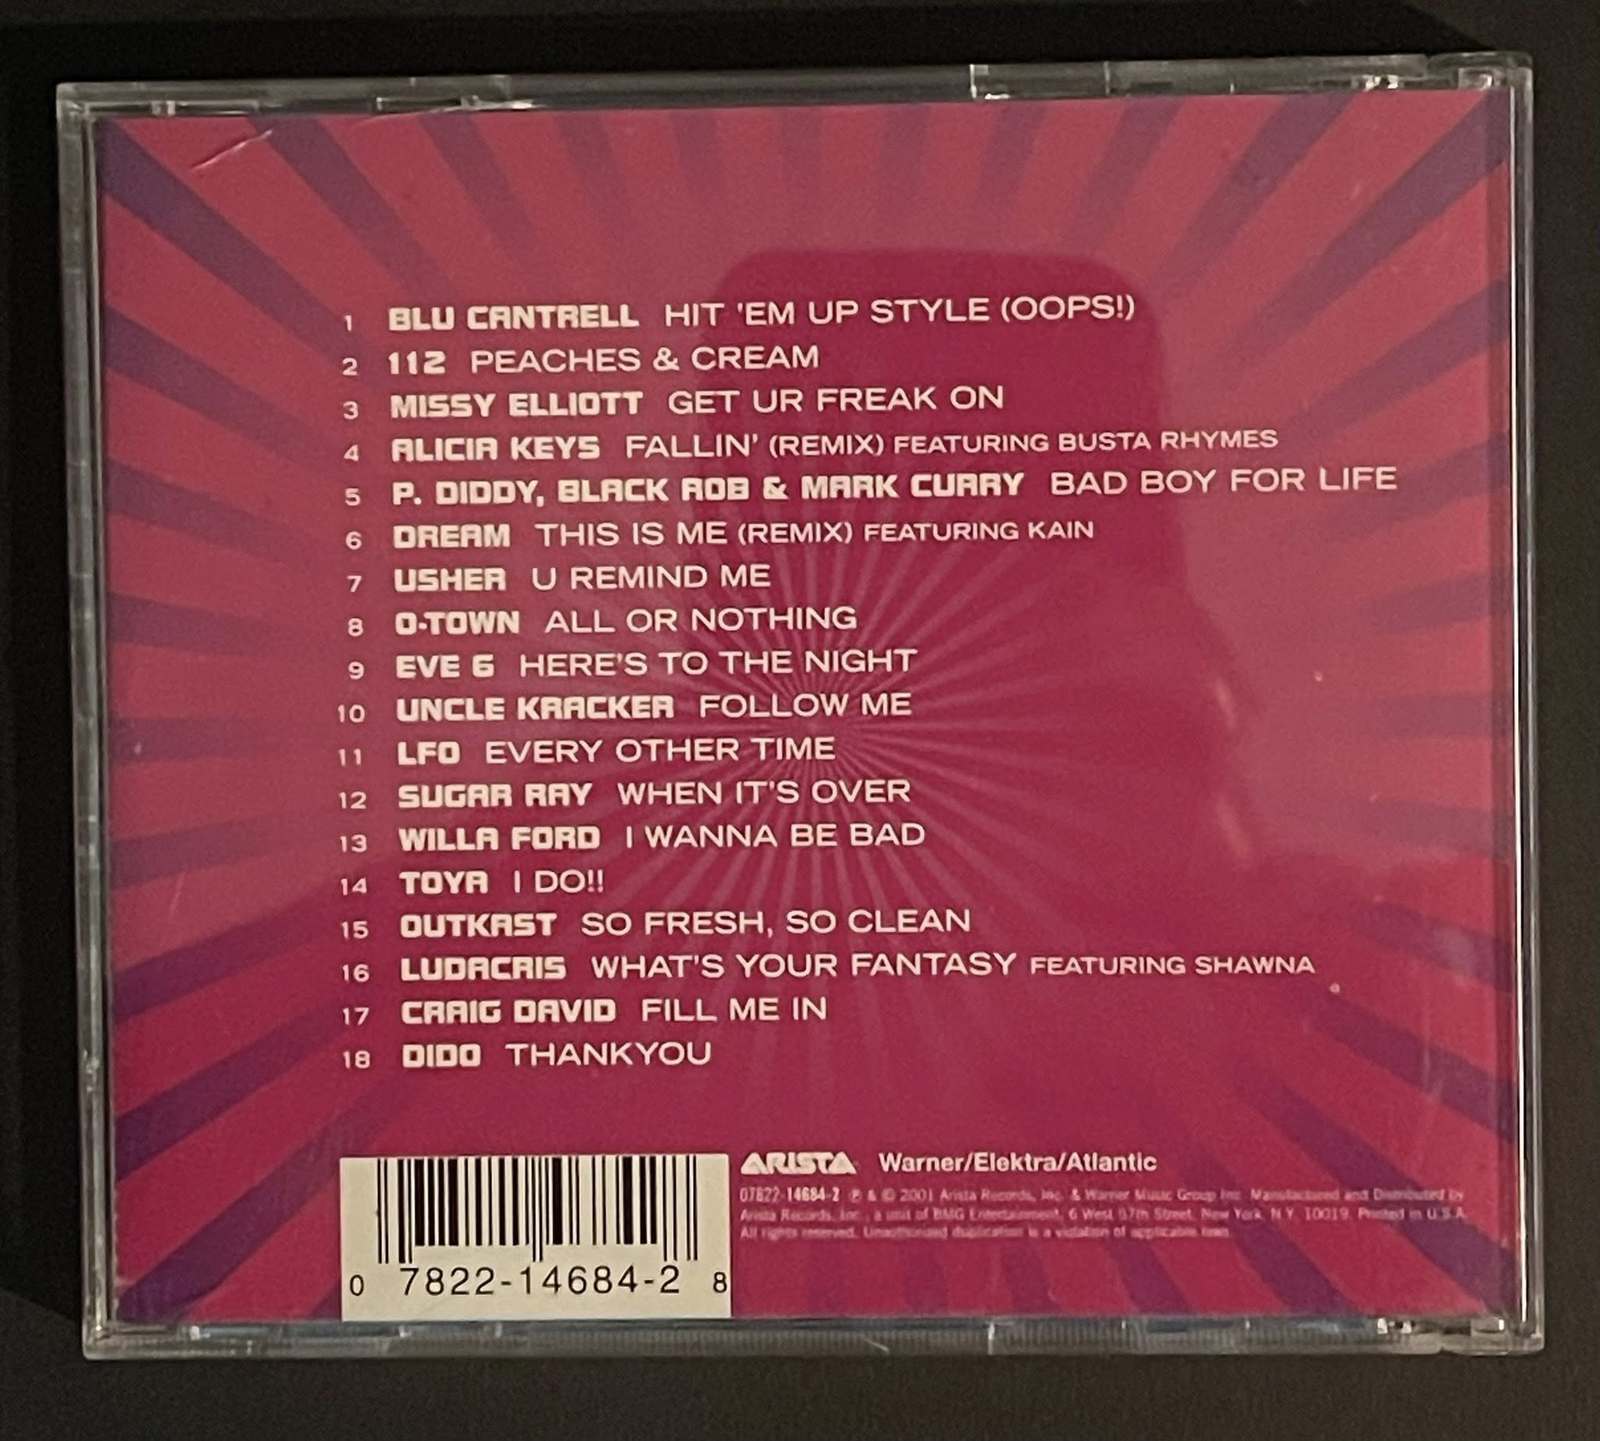 1 BLU CANTRELL HIT 'EM UP STYLE (OOPS!)
2 112 PEACHES & CREAM
3 MISSY ELLIOTT GET UR FREAK ON
4 ALICIA KEYS FALLIN' (REMIX) FEATURING BUSTA RHYMES
5 P. DIDDY, BLACK ROB & MARK CURRY BAD BOY FOR LIFE
6 DREAM THIS IS ME (REMIX) FEATURING KAIN
7 USHER U REMIND ME
8 O-TOWN ALL OR NOTHING
9 EVE 6 HERE'S TO THE NIGHT
10 UNCLE KRACKER FOLLOW ME
11 LFO EVERY OTHER TIME
12 SUGAR RAY WHEN IT'S OVER
13 WILLA FORD I WANNA BE BAD
14 TOYA I DO!!
15 OUTKAST SO FRESH, SO CLEAN
16 LUDACRIS WHAT'S YOUR FANTASY FEATURING SHAWNA
17 CRAIG DAVID FILL ME IN
18 DIDO THANKYOU
ARISTA Warner/Elektra/Atlantic
07822-14684-2 ℗ & © 2001 Arista Records, Inc. & Warner Music Group Inc. Manufactured and Distributed by
Arista Records, Inc., a unit of BMG Entertainment, 6 West 57th Street, New York, N.Y. 10019. Printed in U.S.A.
All rights reserved. Unauthorized duplication is a violation of applicable laws.
0 7822-14684-2 8